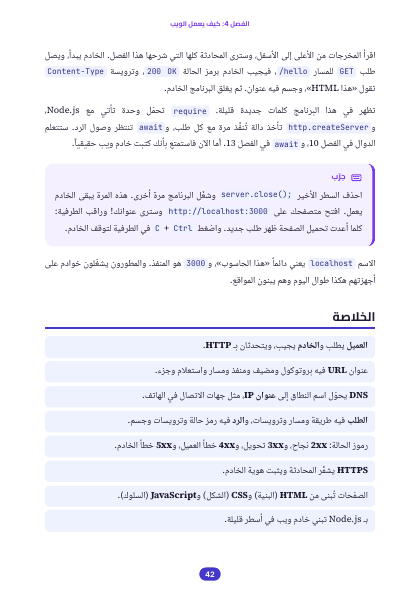 الفصل 4: كيف يعمل الويب
اقرأ المخرجات من الأعلى إلى الأسفل، وسترى المحادثة كلها التي شرحها هذا الفصل. الخادم يبدأ، ويصل
طلب GET للمسار /hello، فيجيب الخادم برمز الحالة 200 OK، وترويسة Content-Type
تقول «هذا HTML»، وجسم فيه عنوان. ثم يغلق البرنامج الخادم.
تظهر في هذا البرنامج كلمات جديدة قليلة. require تحمّل وحدة تأتي مع Node.js،
و http.createServer تأخذ دالة تُنفَّذ مرة مع كل طلب، و await تنتظر وصول الرد. ستتعلم
الدوال في الفصل 10، و await في الفصل 13. أما الآن فاستمتع بأنك كتبت خادم ويب حقيقياً.
جرّب
احذف السطر الأخير server.close(); وشغّل البرنامج مرة أخرى. هذه المرة يبقى الخادم
يعمل. افتح متصفحك على http://localhost:3000 وسترى عنوانك! وراقب الطرفية:
كلما أعدت تحميل الصفحة ظهر طلب جديد. واضغط Ctrl + C في الطرفية لتوقف الخادم.
الاسم localhost يعني دائماً «هذا الحاسوب»، و 3000 هو المنفذ. والمطورون يشغّلون خوادم على
أجهزتهم هكذا طوال اليوم وهم يبنون المواقع.
الخلاصة
العميل يطلب والخادم يجيب، ويتحدثان بـ HTTP.
عنوان URL فيه بروتوكول ومضيف ومنفذ ومسار واستعلام وجزء.
DNS يحوّل اسم النطاق إلى عنوان IP، مثل جهات الاتصال في الهاتف.
الطلب فيه طريقة ومسار وترويسات، والرد فيه رمز حالة وترويسات وجسم.
رموز الحالة: 2xx نجاح، و3xx تحويل، و4xx خطأ العميل، و5xx خطأ الخادم.
HTTPS يشفّر المحادثة ويثبت هوية الخادم.
الصفحات تُبنى من HTML (البنية) وCSS (الشكل) وJavaScript (السلوك).
بـ Node.js تبني خادم ويب في أسطر قليلة.
42